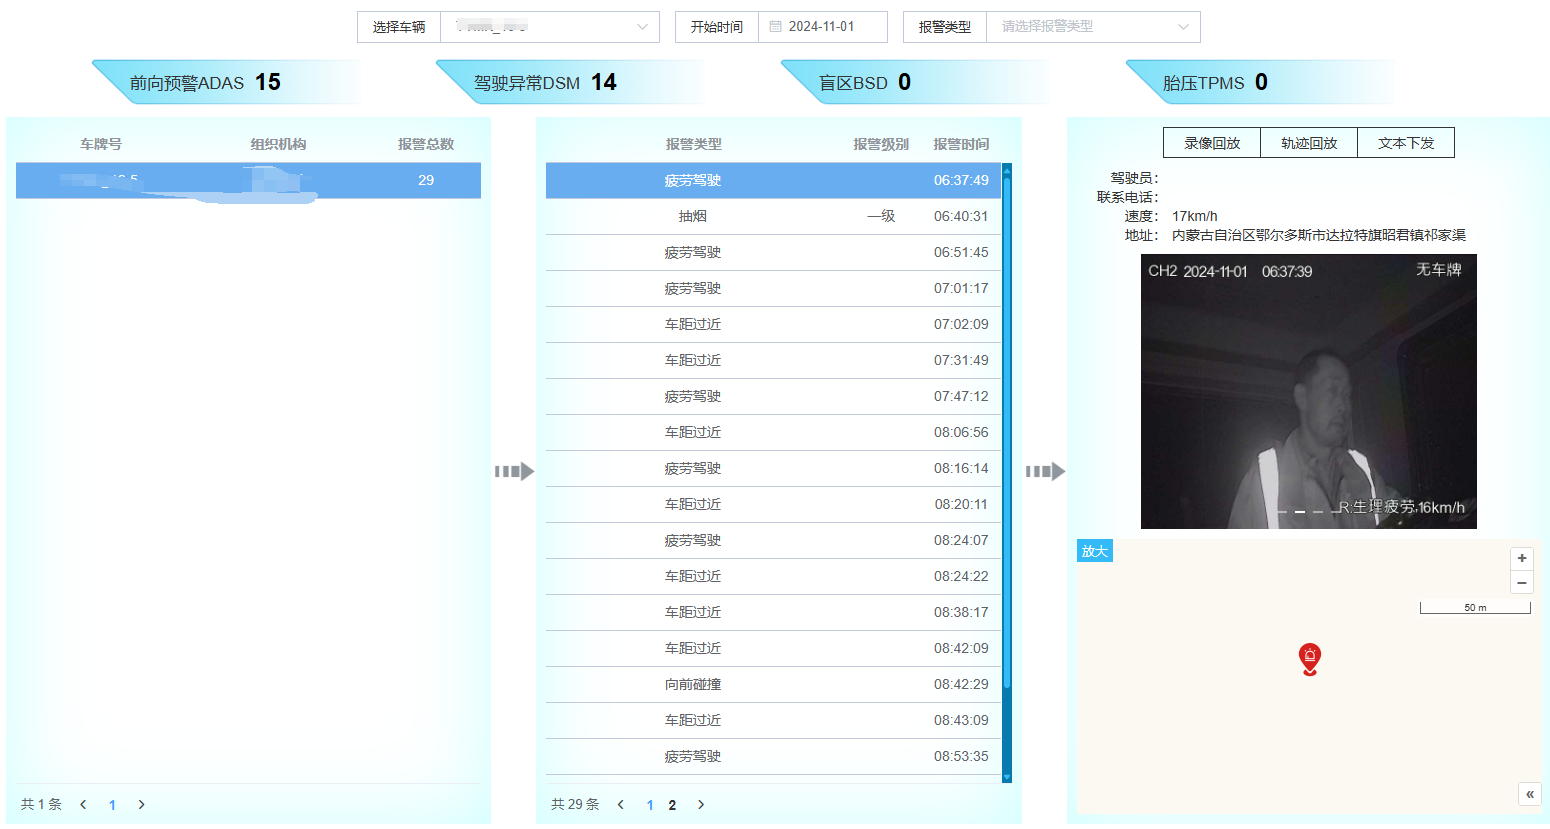 选择车辆
开始时间 2024-11-01
报警类型 请选择报警类型
前向预警ADAS 15
驾驶异常DSM 14
盲区BSD 0
胎压TPMS 0
车牌号 组织机构 报警总数
29
共 1 条 < 1 >
报警类型 报警级别 报警时间
疲劳驾驶 06:37:49
抽烟 一级 06:40:31
疲劳驾驶 06:51:45
疲劳驾驶 07:01:17
车距过近 07:02:09
车距过近 07:31:49
疲劳驾驶 07:47:12
车距过近 08:06:56
疲劳驾驶 08:16:14
车距过近 08:20:11
疲劳驾驶 08:24:07
车距过近 08:24:22
车距过近 08:38:17
车距过近 08:42:09
向前碰撞 08:42:29
车距过近 08:43:09
疲劳驾驶 08:53:35
共 29 条 < 1 2 >
录像回放 轨迹回放 文本下发
驾驶员：
联系电话：
速度： 17km/h
地址： 内蒙古自治区鄂尔多斯市达拉特旗昭君镇祁家渠
CH2 2024-11-01 06:37:39 无车牌
R:生理疲劳,16km/h
放大
+
−
50 m
«